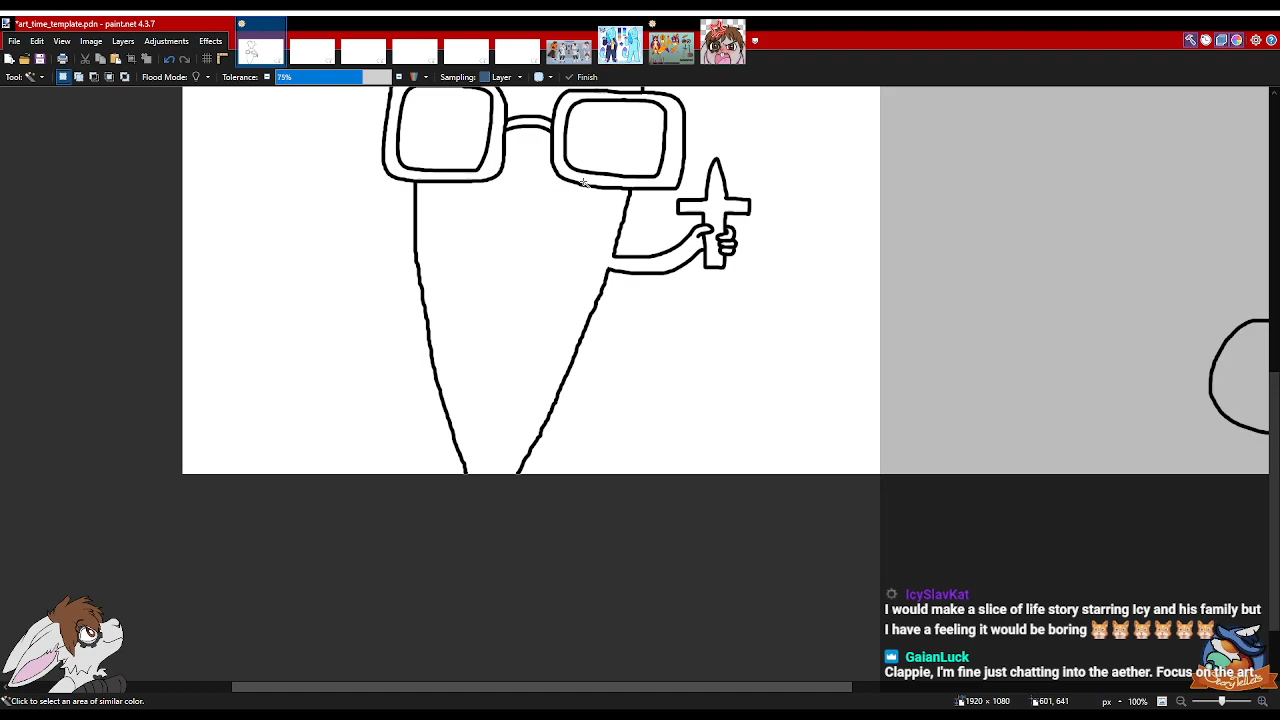 *art_time_template.pdn - paint.net 4.3.7
File Edit View Image Layers Adjustments Effects
Tool: Flood Mode: Tolerance: 75% Sampling: Layer Finish
IcySlavKat
I would make a slice of life story starring Icy and his family but
I have a feeling it would be boring
GaianLuck
Clappie, I'm fine just chatting into the aether. Focus on the art.
Click to select an area of similar color.
1920 × 1080
601, 641
px
100%